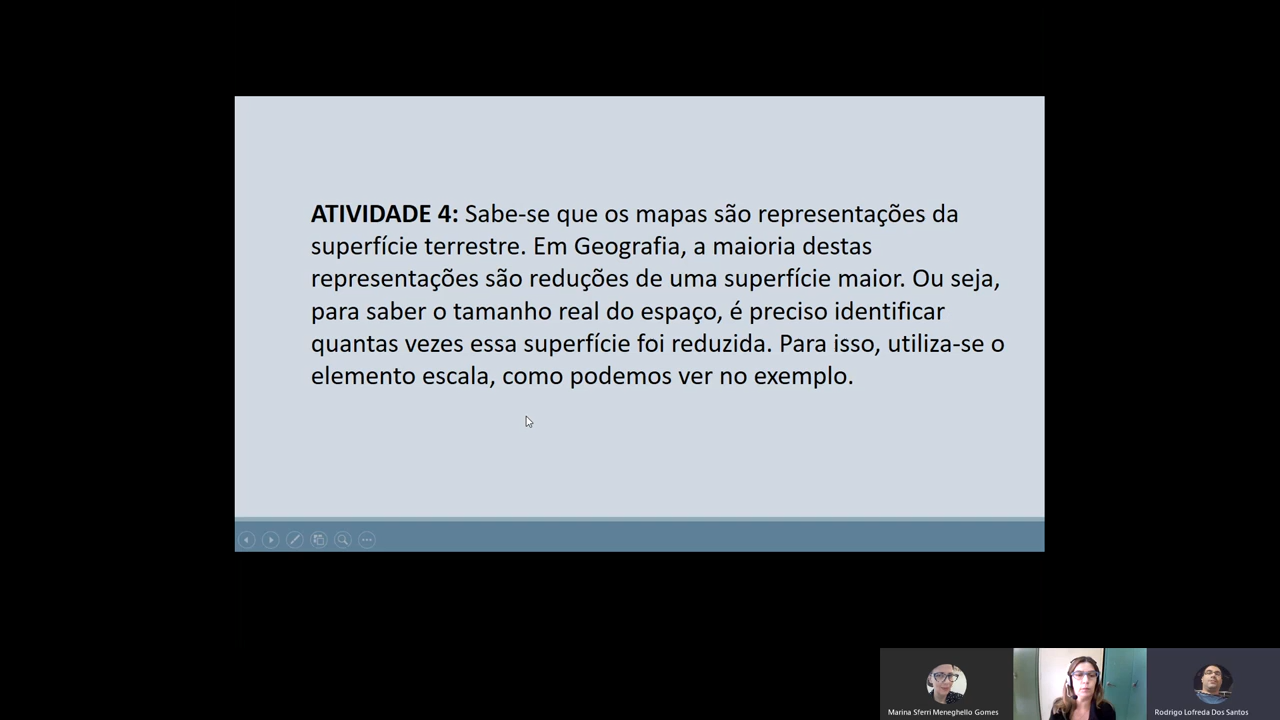 ATIVIDADE 4: Sabe-se que os mapas são representações da
superfície terrestre. Em Geografia, a maioria destas
representações são reduções de uma superfície maior. Ou seja,
para saber o tamanho real do espaço, é preciso identificar
quantas vezes essa superfície foi reduzida. Para isso, utiliza-se o
elemento escala, como podemos ver no exemplo.
Marina Sferri Meneghello Gomes
Rodrigo Lofreda Dos Santos